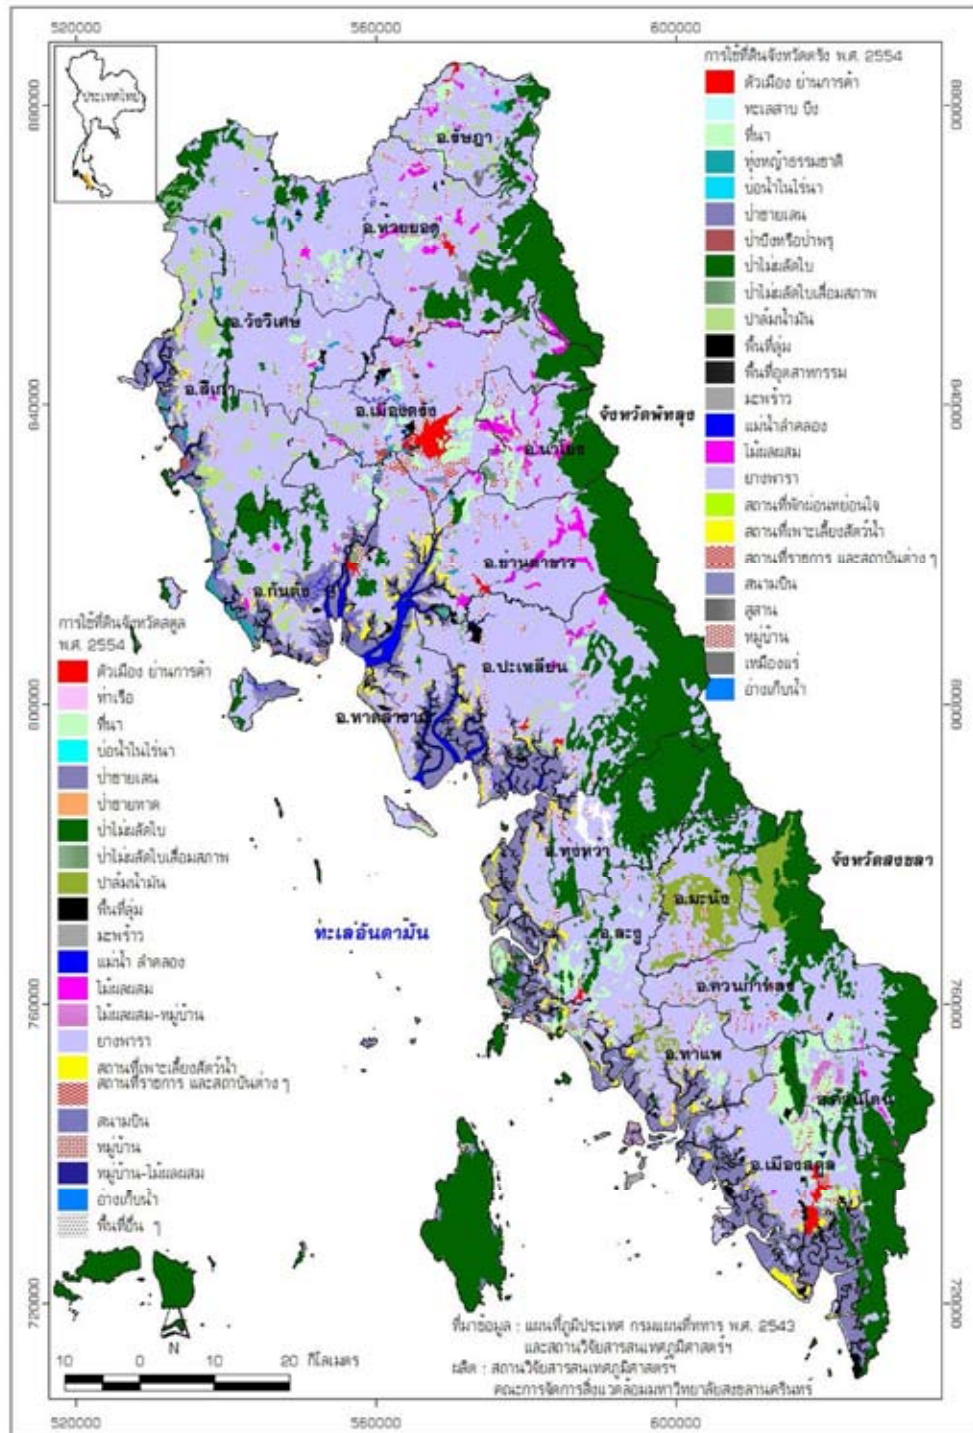 520000
560000
600000
880000
840000
800000
760000
720000
880000
840000
800000
760000
720000
ประเทศไทย
การใช้ที่ดินจังหวัดตรัง พ.ศ. 2554
ตัวเมือง ย่านการค้า
ทะเลสาบ บึง
ที่นา
ทุ่งหญ้าธรรมชาติ
บ่อน้ำในไร่นา
ป่าชายเลน
ป่าบึงหรือป่าพรุ
ป่าไม่ผลัดใบ
ป่าไม่ผลัดใบเสื่อมสภาพ
ปาล์มน้ำมัน
พื้นที่ลุ่ม
พื้นที่อุตสาหกรรม
มะพร้าว
แม่น้ำลำคลอง
ไม้ผลผสม
ยางพารา
สถานที่พักผ่อนหย่อนใจ
สถานที่เพาะเลี้ยงสัตว์น้ำ
สถานที่ราชการ และสถาบันต่าง ๆ
สนามบิน
สุสาน
หมู่บ้าน
เหมืองแร่
อ่างเก็บน้ำ
อ.รัษฎา
อ.ห้วยยอด
อ.วังวิเศษ
อ.สิเกา
อ.เมืองตรัง
จังหวัดพัทลุง
อ.นาโยง
อ.ย่านตาขาว
อ.กันตัง
อ.ปะเหลียน
อ.หาดสำราญ
การใช้ที่ดินจังหวัดสตูล
พ.ศ. 2554
ตัวเมือง ย่านการค้า
ท่าเรือ
ที่นา
บ่อน้ำในไร่นา
ป่าชายเลน
ป่าชายหาด
ป่าไม่ผลัดใบ
ป่าไม่ผลัดใบเสื่อมสภาพ
ปาล์มน้ำมัน
พื้นที่ลุ่ม
มะพร้าว
แม่น้ำ ลำคลอง
ไม้ผลผสม
ไม้ผลผสม-หมู่บ้าน
ยางพารา
สถานที่เพาะเลี้ยงสัตว์น้ำ
สถานที่ราชการ และสถาบันต่าง ๆ
สนามบิน
หมู่บ้าน
หมู่บ้าน-ไม้ผลผสม
อ่างเก็บน้ำ
พื้นที่อื่น ๆ
อ.ทุ่งหว้า
จังหวัดสงขลา
อ.มะนัง
ทะเลอันดามัน
อ.ละงู
อ.ควนกาหลง
อ.ท่าแพ
อ.ควนโดน
อ.เมืองสตูล
N
10 0 10 20 กิโลเมตร
ที่มาข้อมูล : แผนที่ภูมิประเทศ กรมแผนที่ทหาร พ.ศ. 2543
และสถานวิจัยสารสนเทศภูมิศาสตร์ฯ
ผลิต : สถานวิจัยสารสนเทศภูมิศาสตร์ฯ
คณะการจัดการสิ่งแวดล้อมมหาวิทยาลัยสงขลานครินทร์
520000
560000
600000